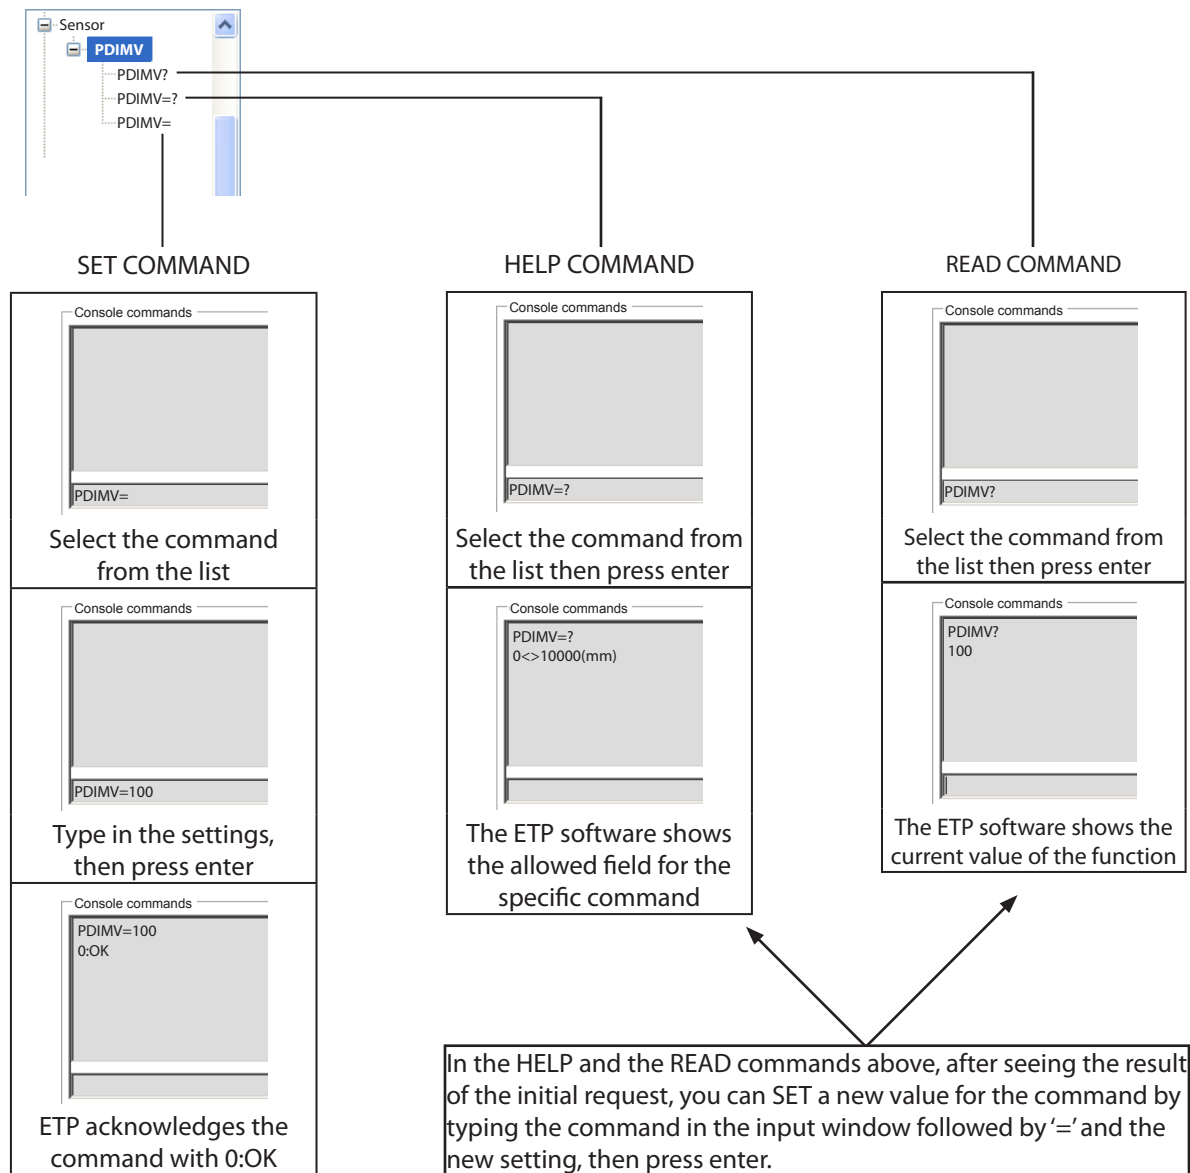 Sensor
PDIMV
PDIMV?
PDIMV=?
PDIMV=
SET COMMAND
Console commands
PDIMV=
Select the command
from the list
Console commands
PDIMV=100
Type in the settings,
then press enter
Console commands
PDIMV=100
0:OK
ETP acknowledges the
command with 0:OK
HELP COMMAND
Console commands
PDIMV=?
Select the command from
the list then press enter
Console commands
PDIMV=?
0<>10000(mm)
The ETP software shows
the allowed field for the
specific command
READ COMMAND
Console commands
PDIMV?
Select the command from
the list then press enter
Console commands
PDIMV?
100
The ETP software shows the
current value of the function
In the HELP and the READ commands above, after seeing the result
of the initial request, you can SET a new value for the command by
typing the command in the input window followed by ‘=’ and the
new setting, then press enter.